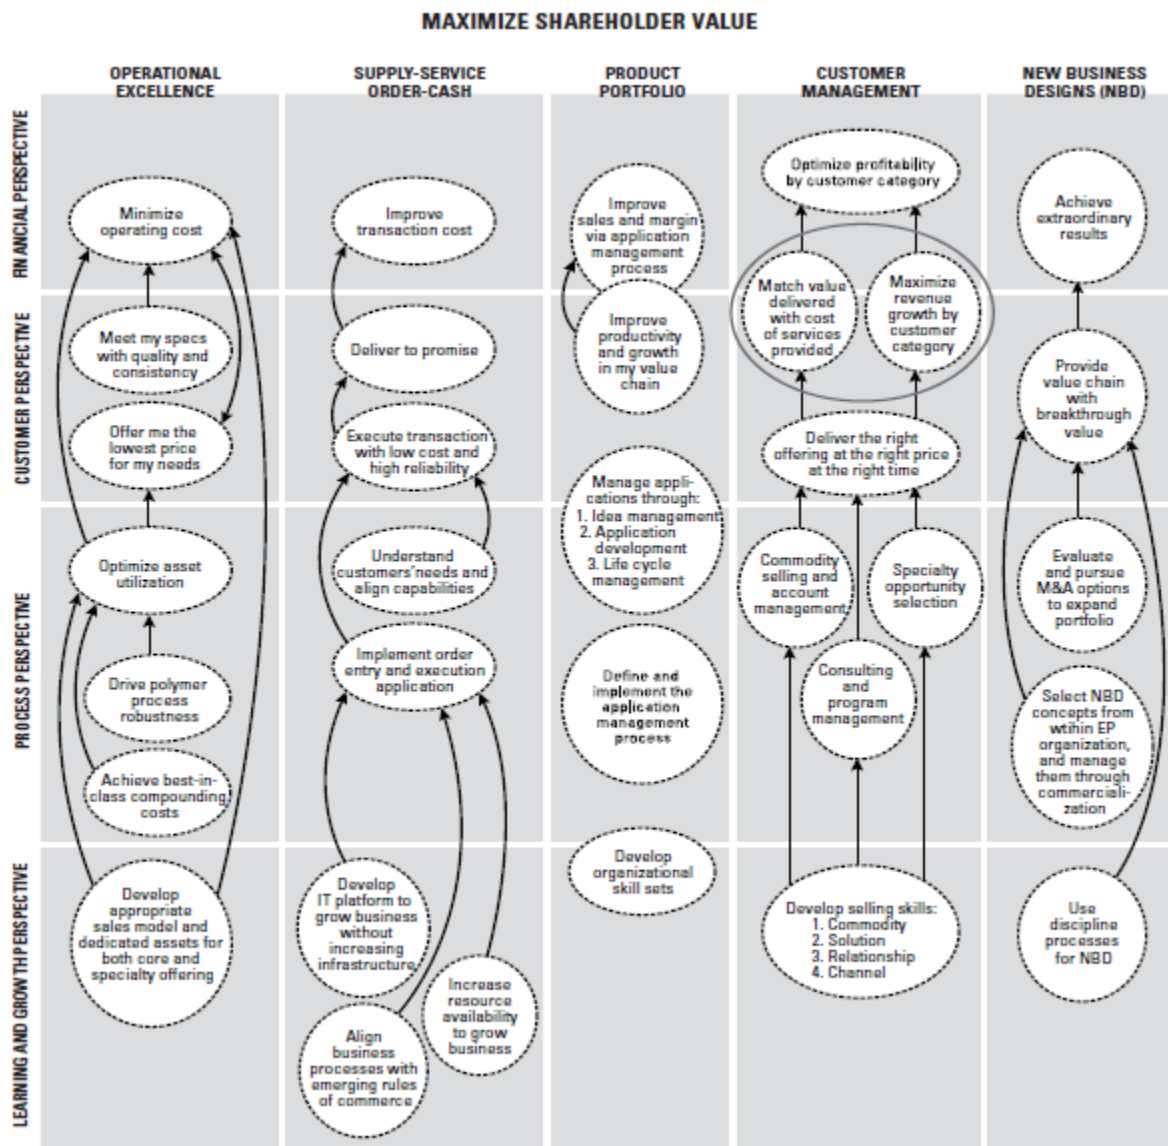 MAXIMIZE SHAREHOLDER VALUE
OPERATIONAL
EXCELLENCE
SUPPLY-SERVICE
ORDER-CASH
PRODUCT
PORTFOLIO
CUSTOMER
MANAGEMENT
NEW BUSINESS
DESIGNS (NBD)
FINANCIAL PERSPECTIVE
Minimize
operating cost
Improve
transaction cost
Improve
sales and margin
via application
management
process
Optimize profitability
by customer category
Achieve
extraordinary
results
Match value
delivered
with cost
of services
provided
Maximize
revenue
growth by
customer
category
CUSTOMER PERSPECTIVE
Meet my specs
with quality and
consistency
Offer me the
lowest price
for my needs
Deliver to promise
Execute transaction
with low cost and
high reliability
Improve
productivity
and growth
in my value
chain
Deliver the right
offering at the right price
at the right time
Provide
value chain
with
breakthrough
value
PROCESS PERSPECTIVE
Optimize asset
utilization
Drive polymer
process
robustness
Achieve best-in-
class compounding
costs
Understand
customers' needs and
align capabilities
Implement order
entry and execution
application
Manage appli-
cations through:
1. Idea management
2. Application
development
3. Life cycle
management
Define and
implement the
application
management
process
Commodity
selling and
account
management
Specialty
opportunity
selection
Consulting
and
program
management
Evaluate
and pursue
M&A options
to expand
portfolio
Select NBD
concepts from
wtihin EP
organization,
and manage
them through
commerciali-
zation
LEARNING AND GROWTH PERSPECTIVE
Develop
appropriate
sales model and
dedicated assets for
both core and
specialty offering
Develop
IT platform to
grow business
without
increasing
infrastructure
Align
business
processes with
emerging rules
of commerce
Increase
resource
availability
to grow
business
Develop
organizational
skill sets
Develop selling skills:
1. Commodity
2. Solution
3. Relationship
4. Channel
Use
discipline
processes
for NBD